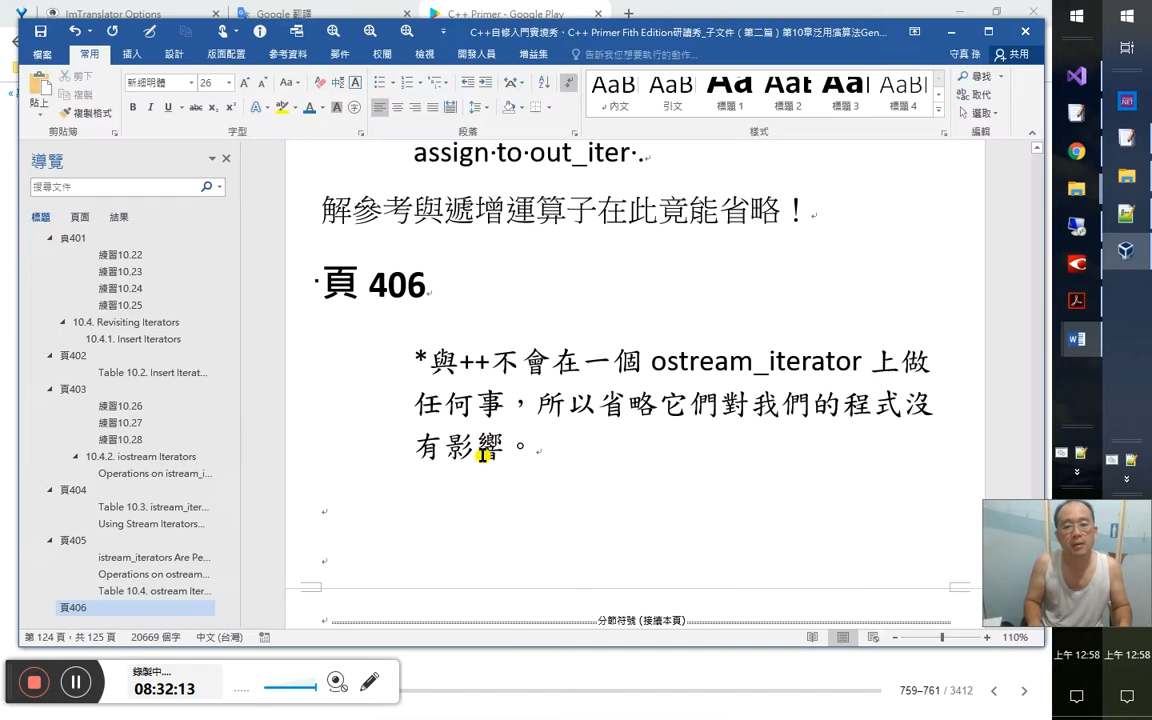 ImTranslator Options
Google 翻譯
C++ Primer - Google Play
C++自修入門實境秀、C++ Primer Fith Edition研讀秀_子文件（第二篇）第10章泛用演算法Gen...
檔案 常用 插入 設計 版面配置 參考資料 郵件 校閱 檢視 開發人員 增益集 告訴我您想要執行的動作... 守真 孫 共用
貼上
剪下
複製
複製格式
新細明體 26
B I U abc X₂ X²
AaB AaB Aa Aat AaB AaBl
內文 引文 標題 1 標題 2 標題 3 標題 4
尋找
取代
選取
剪貼簿 字型 段落 樣式 編輯
導覽
搜尋文件
標題 頁面 結果
頁401
練習10.22
練習10.23
練習10.24
練習10.25
10.4. Revisiting Iterators
10.4.1. Insert Iterators
頁402
Table 10.2. Insert Iterat...
頁403
練習10.26
練習10.27
練習10.28
10.4.2. iostream Iterators
Operations on istream_i...
頁404
Table 10.3. istream_iter...
Using Stream Iterators...
頁405
istream_iterators Are Pe...
Operations on ostream...
Table 10.4. ostream Iter...
頁406
assign·to·out_iter·.
解參考與遞增運算子在此竟能省略！
頁 406
*與++不會在一個 ostream_iterator 上做
任何事，所以省略它們對我們的程式沒
有影響。
分節符號 (接續本頁)
第 124 頁，共 125 頁 20669 個字 中文 (台灣) 110%
錄製中...
08:32:13
759–761 / 3412
上午 12:58 上午 12:58